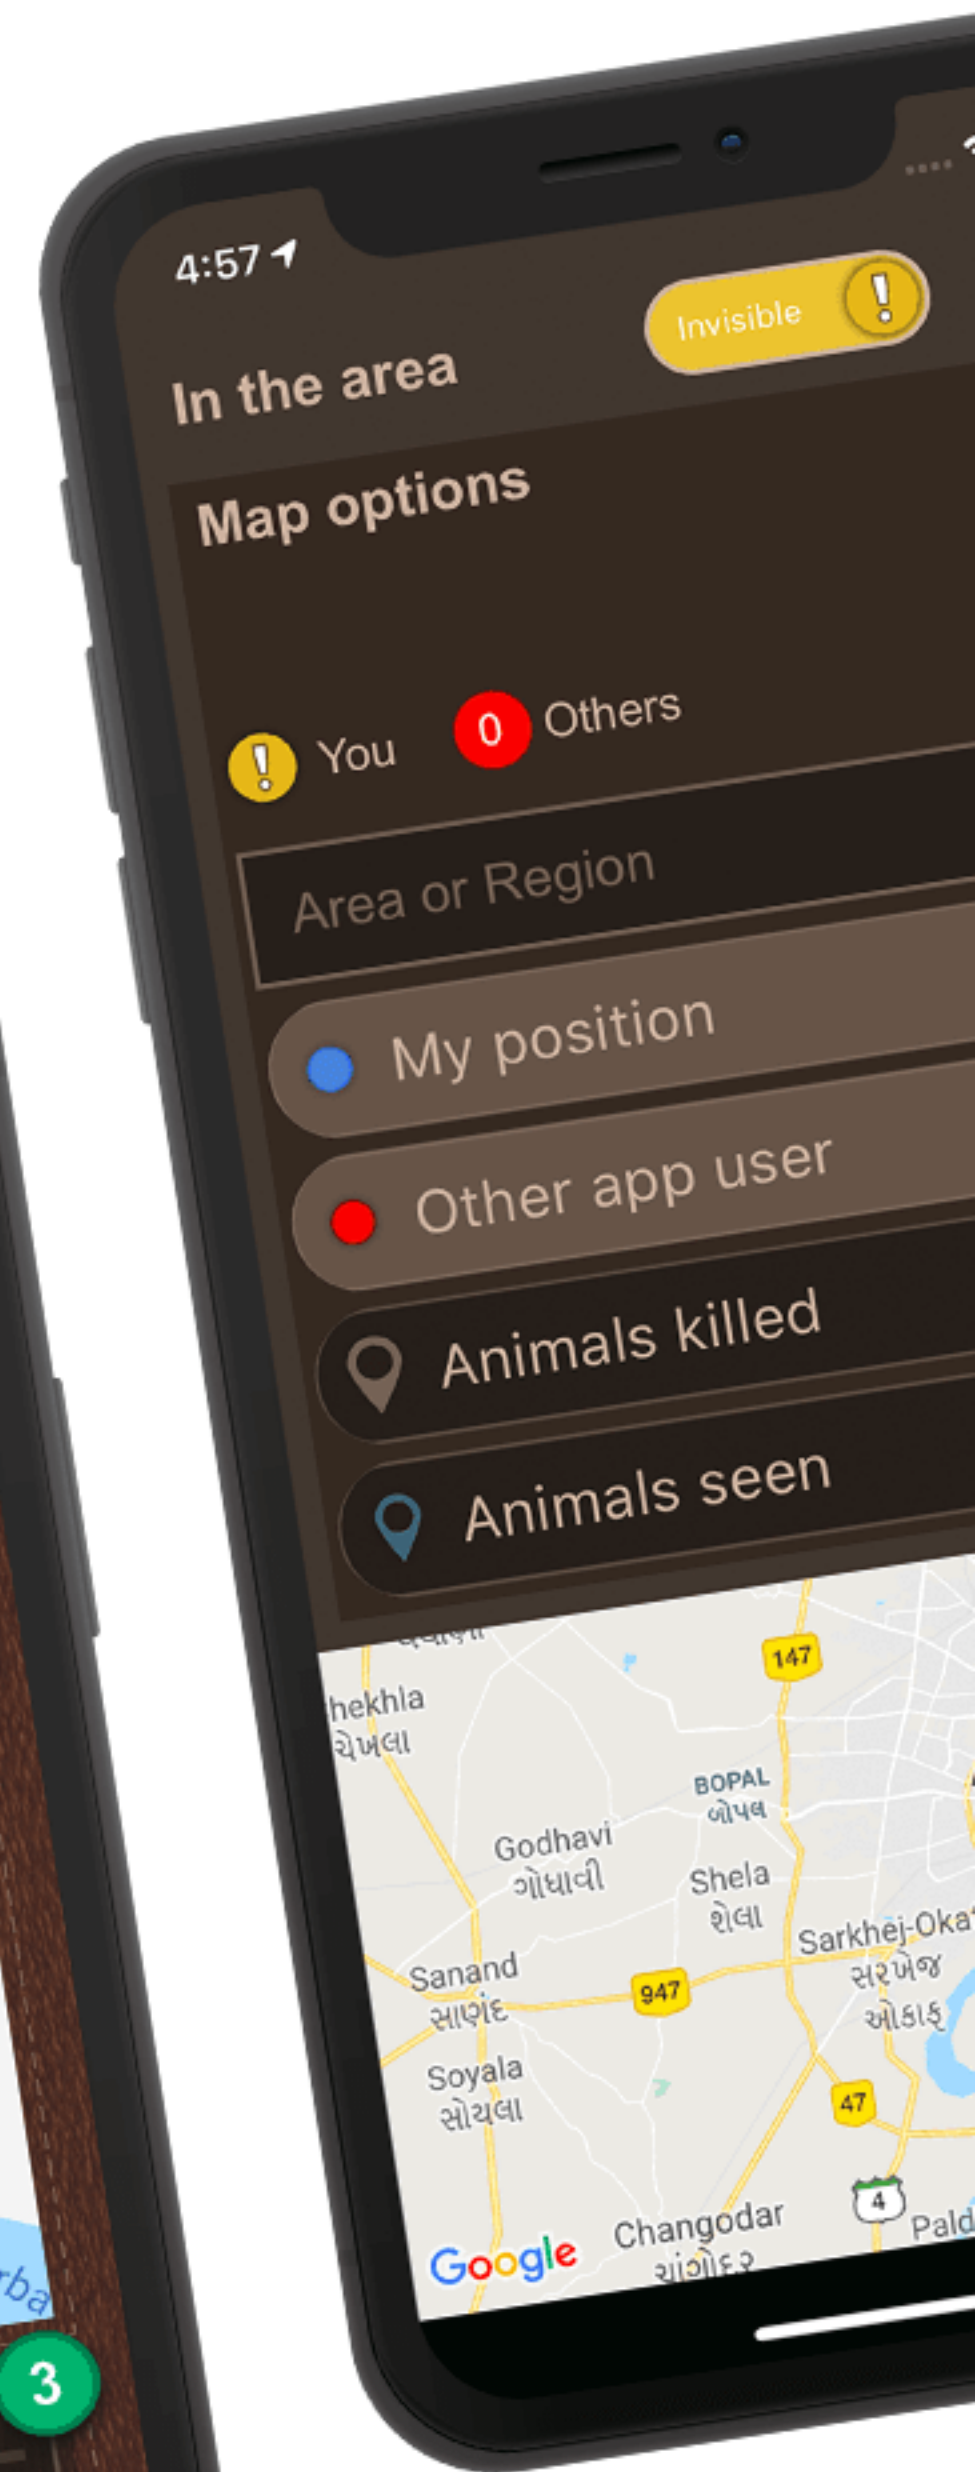 4:57
Invisible
In the area
Map options
You
0
Others
Area or Region
My position
Other app user
Animals killed
Animals seen
147
hekhla
ચેખલા
BOPAL
બોપલ
Godhavi
ગોધાવી
Shela
શેલા
Sarkhej-Oka
સરખેજ
ઓકાફ
Sanand
સાણંદ
947
Soyala
સોયલા
47
4
Changodar
ચાંગોદર
Pald
Google
rba
3